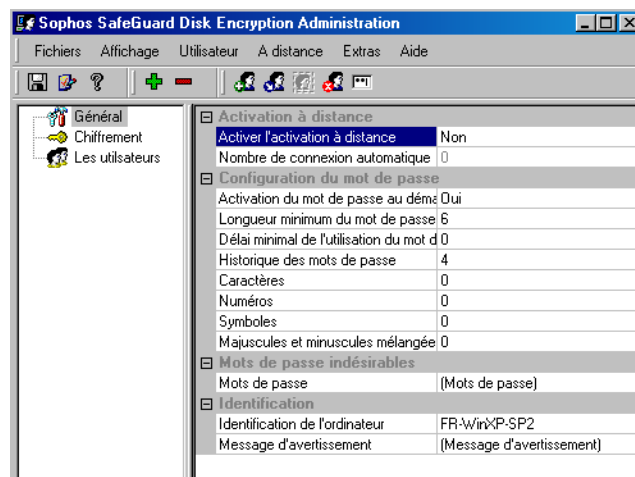 Sophos SafeGuard Disk Encryption Administration
Fichiers Affichage Utilisateur A distance Extras Aide
Général
Chiffrement
Les utilsateurs
Activation à distance
Activer l'activation à distance Non
Nombre de connexion automatique 0
Configuration du mot de passe
Activation du mot de passe au déma Oui
Longueur minimum du mot de passe 6
Délai minimal de l'utilisation du mot d 0
Historique des mots de passe 4
Caractères 0
Numéros 0
Symboles 0
Majuscules et minuscules mélangée 0
Mots de passe indésirables
Mots de passe (Mots de passe)
Identification
Identification de l'ordinateur FR-WinXP-SP2
Message d'avertissement (Message d'avertissement)